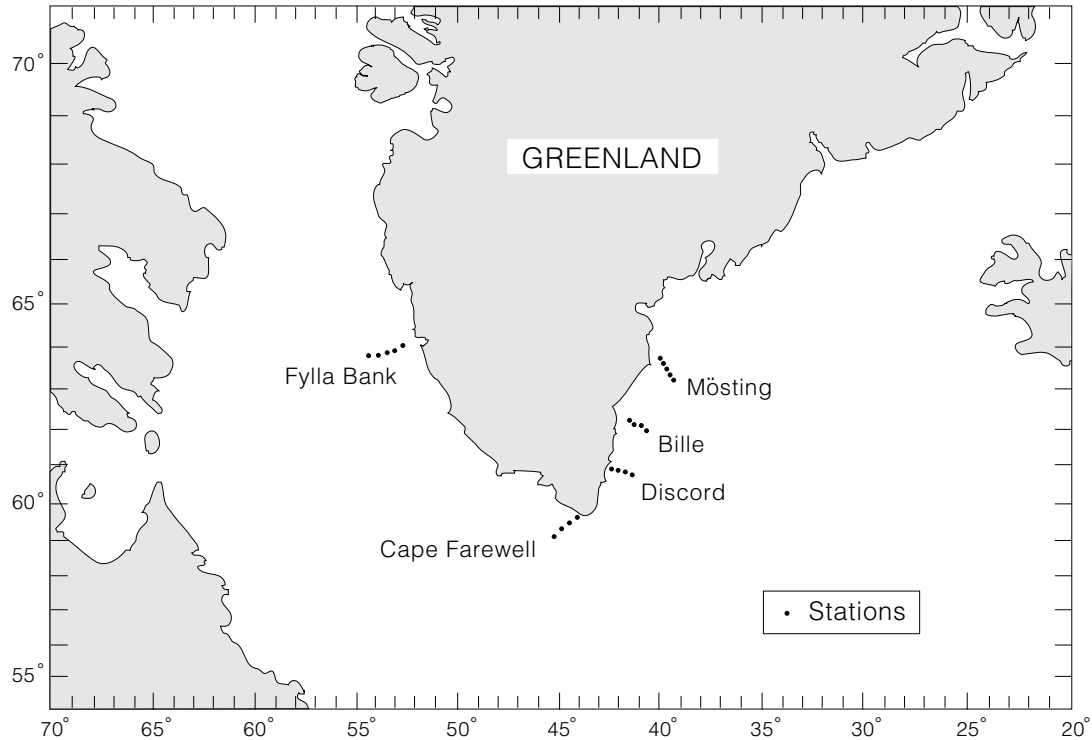 70°
GREENLAND
65°
Fylla Bank
Mösting
Bille
Discord
60°
Cape Farewell
Stations
55°
70° 65° 60° 55° 50° 45° 40° 35° 30° 25° 20°